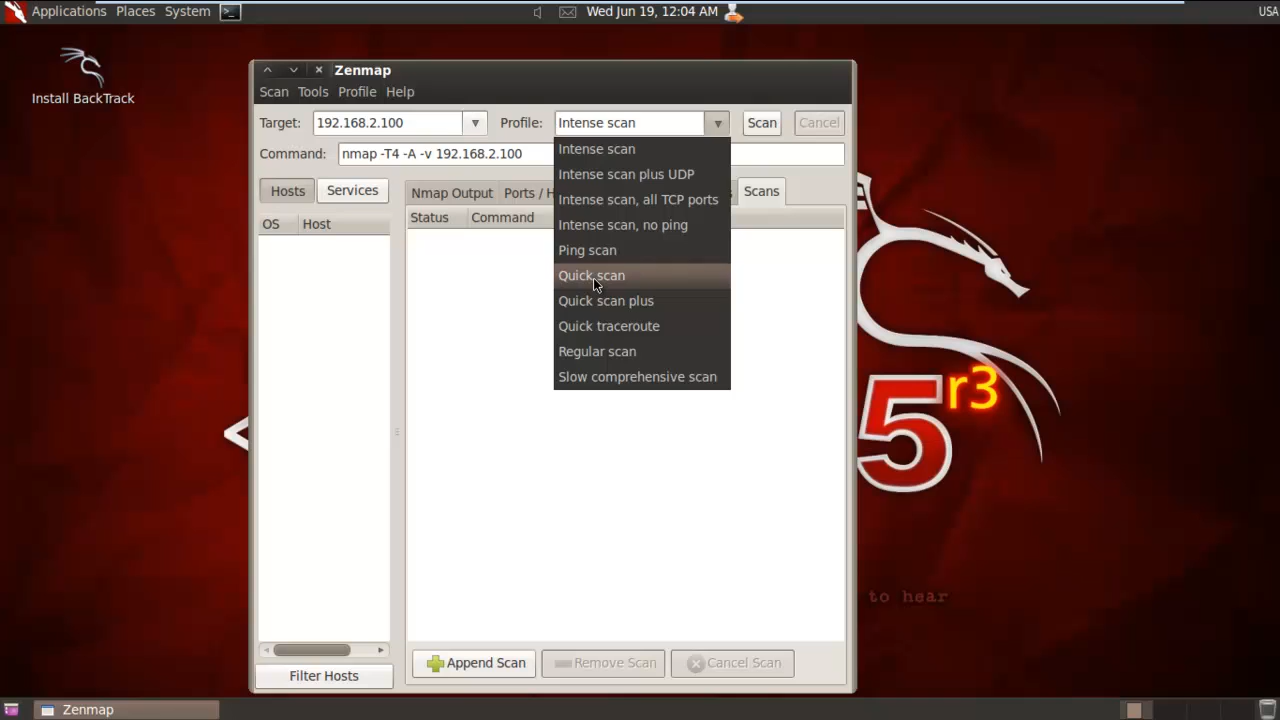 Applications Places System Wed Jun 19, 12:04 AM USA
Install BackTrack
Zenmap
Scan Tools Profile Help
Target: 192.168.2.100 Profile: Intense scan Scan Cancel
Command: nmap -T4 -A -v 192.168.2.100
Hosts Services Nmap Output Ports / H Scans
OS Host Status Command
Intense scan
Intense scan plus UDP
Intense scan, all TCP ports
Intense scan, no ping
Ping scan
Quick scan
Quick scan plus
Quick traceroute
Regular scan
Slow comprehensive scan
<
5 r3
to hear
Append Scan Remove Scan Cancel Scan
Filter Hosts
Zenmap